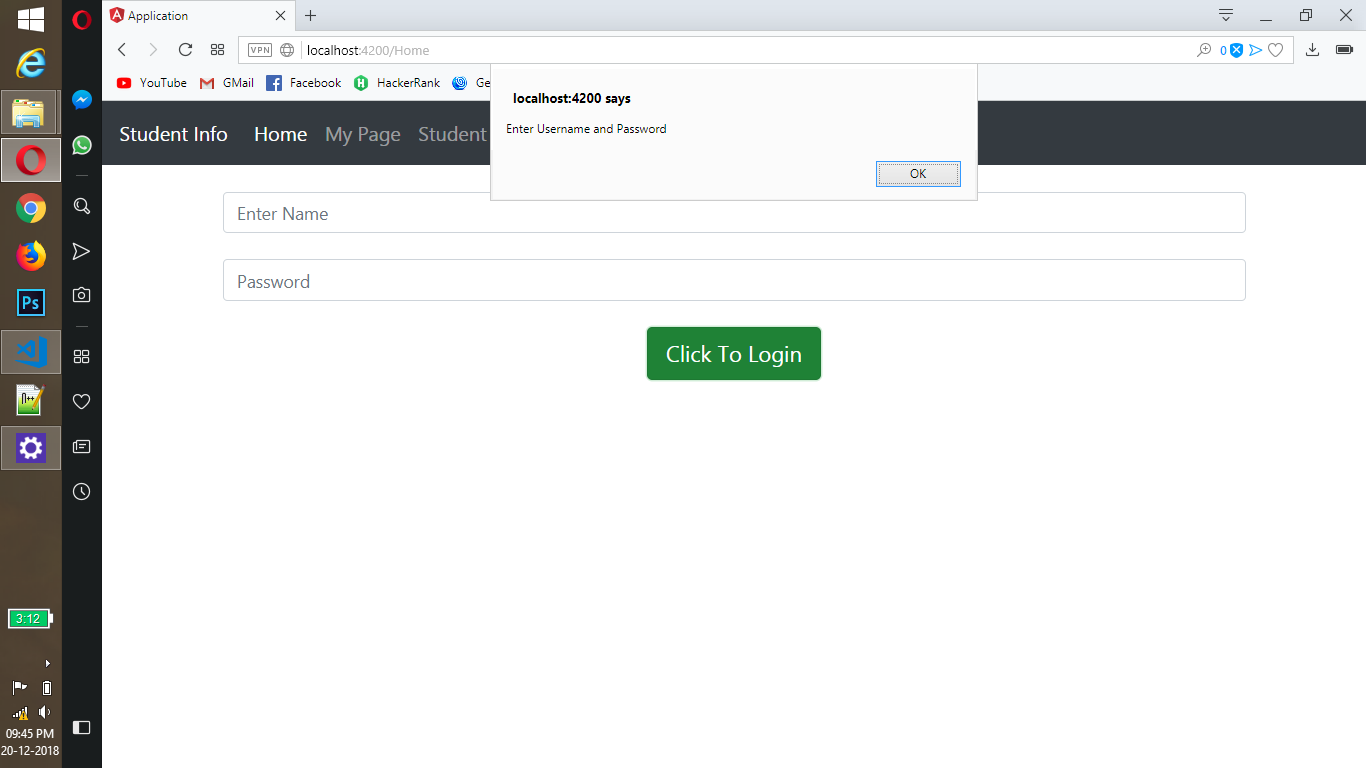 Application
VPN localhost:4200/Home 0
YouTube GMail Facebook HackerRank Ge
localhost:4200 says
Enter Username and Password
OK
Student Info Home My Page Student
Enter Name
Password
Click To Login
Ps
3:12
09:45 PM
20-12-2018